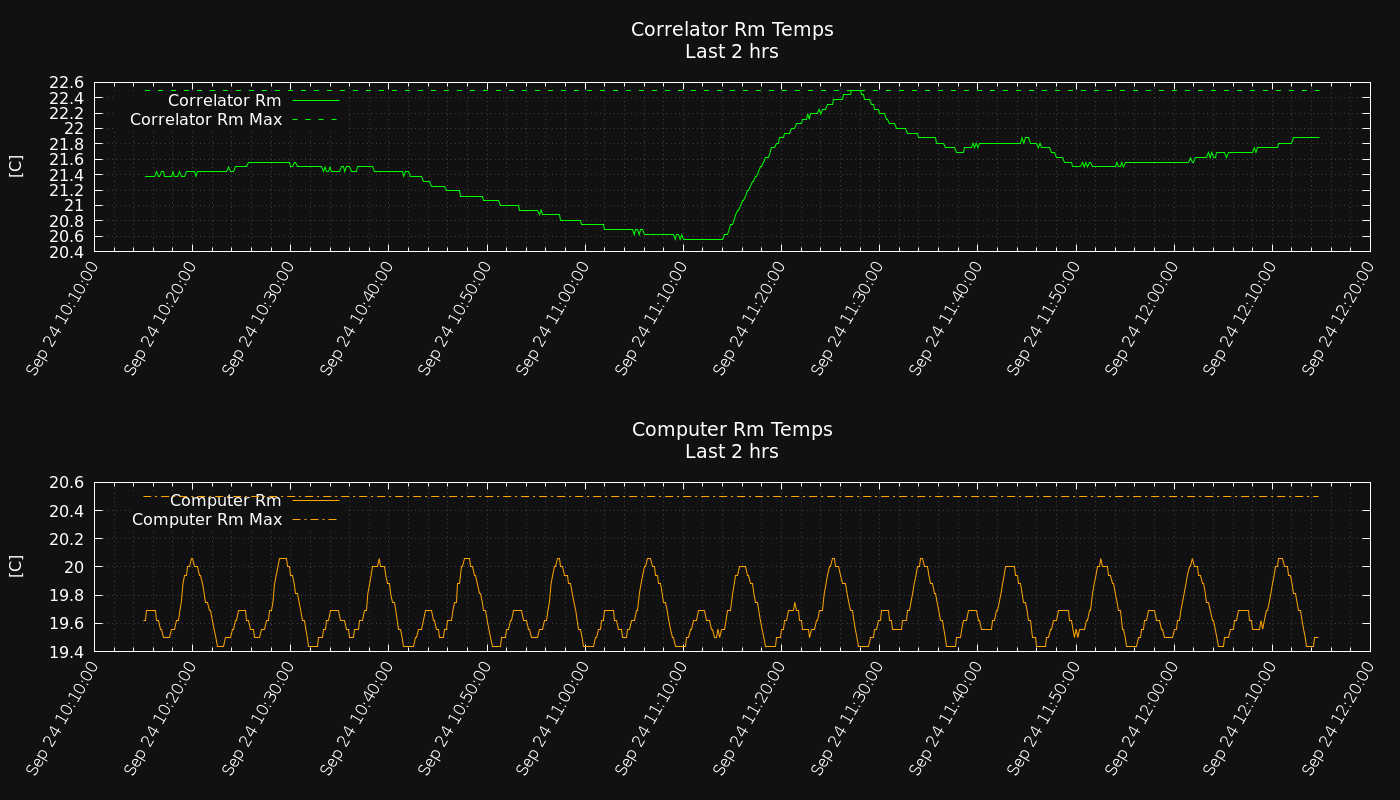 Correlator Rm Temps
Last 2 hrs
22.6
22.4
22.2
22
21.8
21.6
21.4
21.2
21
20.8
20.6
20.4
[C]
Correlator Rm
Correlator Rm Max
Sep 24 10:10:00
Sep 24 10:20:00
Sep 24 10:30:00
Sep 24 10:40:00
Sep 24 10:50:00
Sep 24 11:00:00
Sep 24 11:10:00
Sep 24 11:20:00
Sep 24 11:30:00
Sep 24 11:40:00
Sep 24 11:50:00
Sep 24 12:00:00
Sep 24 12:10:00
Sep 24 12:20:00
Computer Rm Temps
Last 2 hrs
20.6
20.4
20.2
20
19.8
19.6
19.4
[C]
Computer Rm
Computer Rm Max
Sep 24 10:10:00
Sep 24 10:20:00
Sep 24 10:30:00
Sep 24 10:40:00
Sep 24 10:50:00
Sep 24 11:00:00
Sep 24 11:10:00
Sep 24 11:20:00
Sep 24 11:30:00
Sep 24 11:40:00
Sep 24 11:50:00
Sep 24 12:00:00
Sep 24 12:10:00
Sep 24 12:20:00